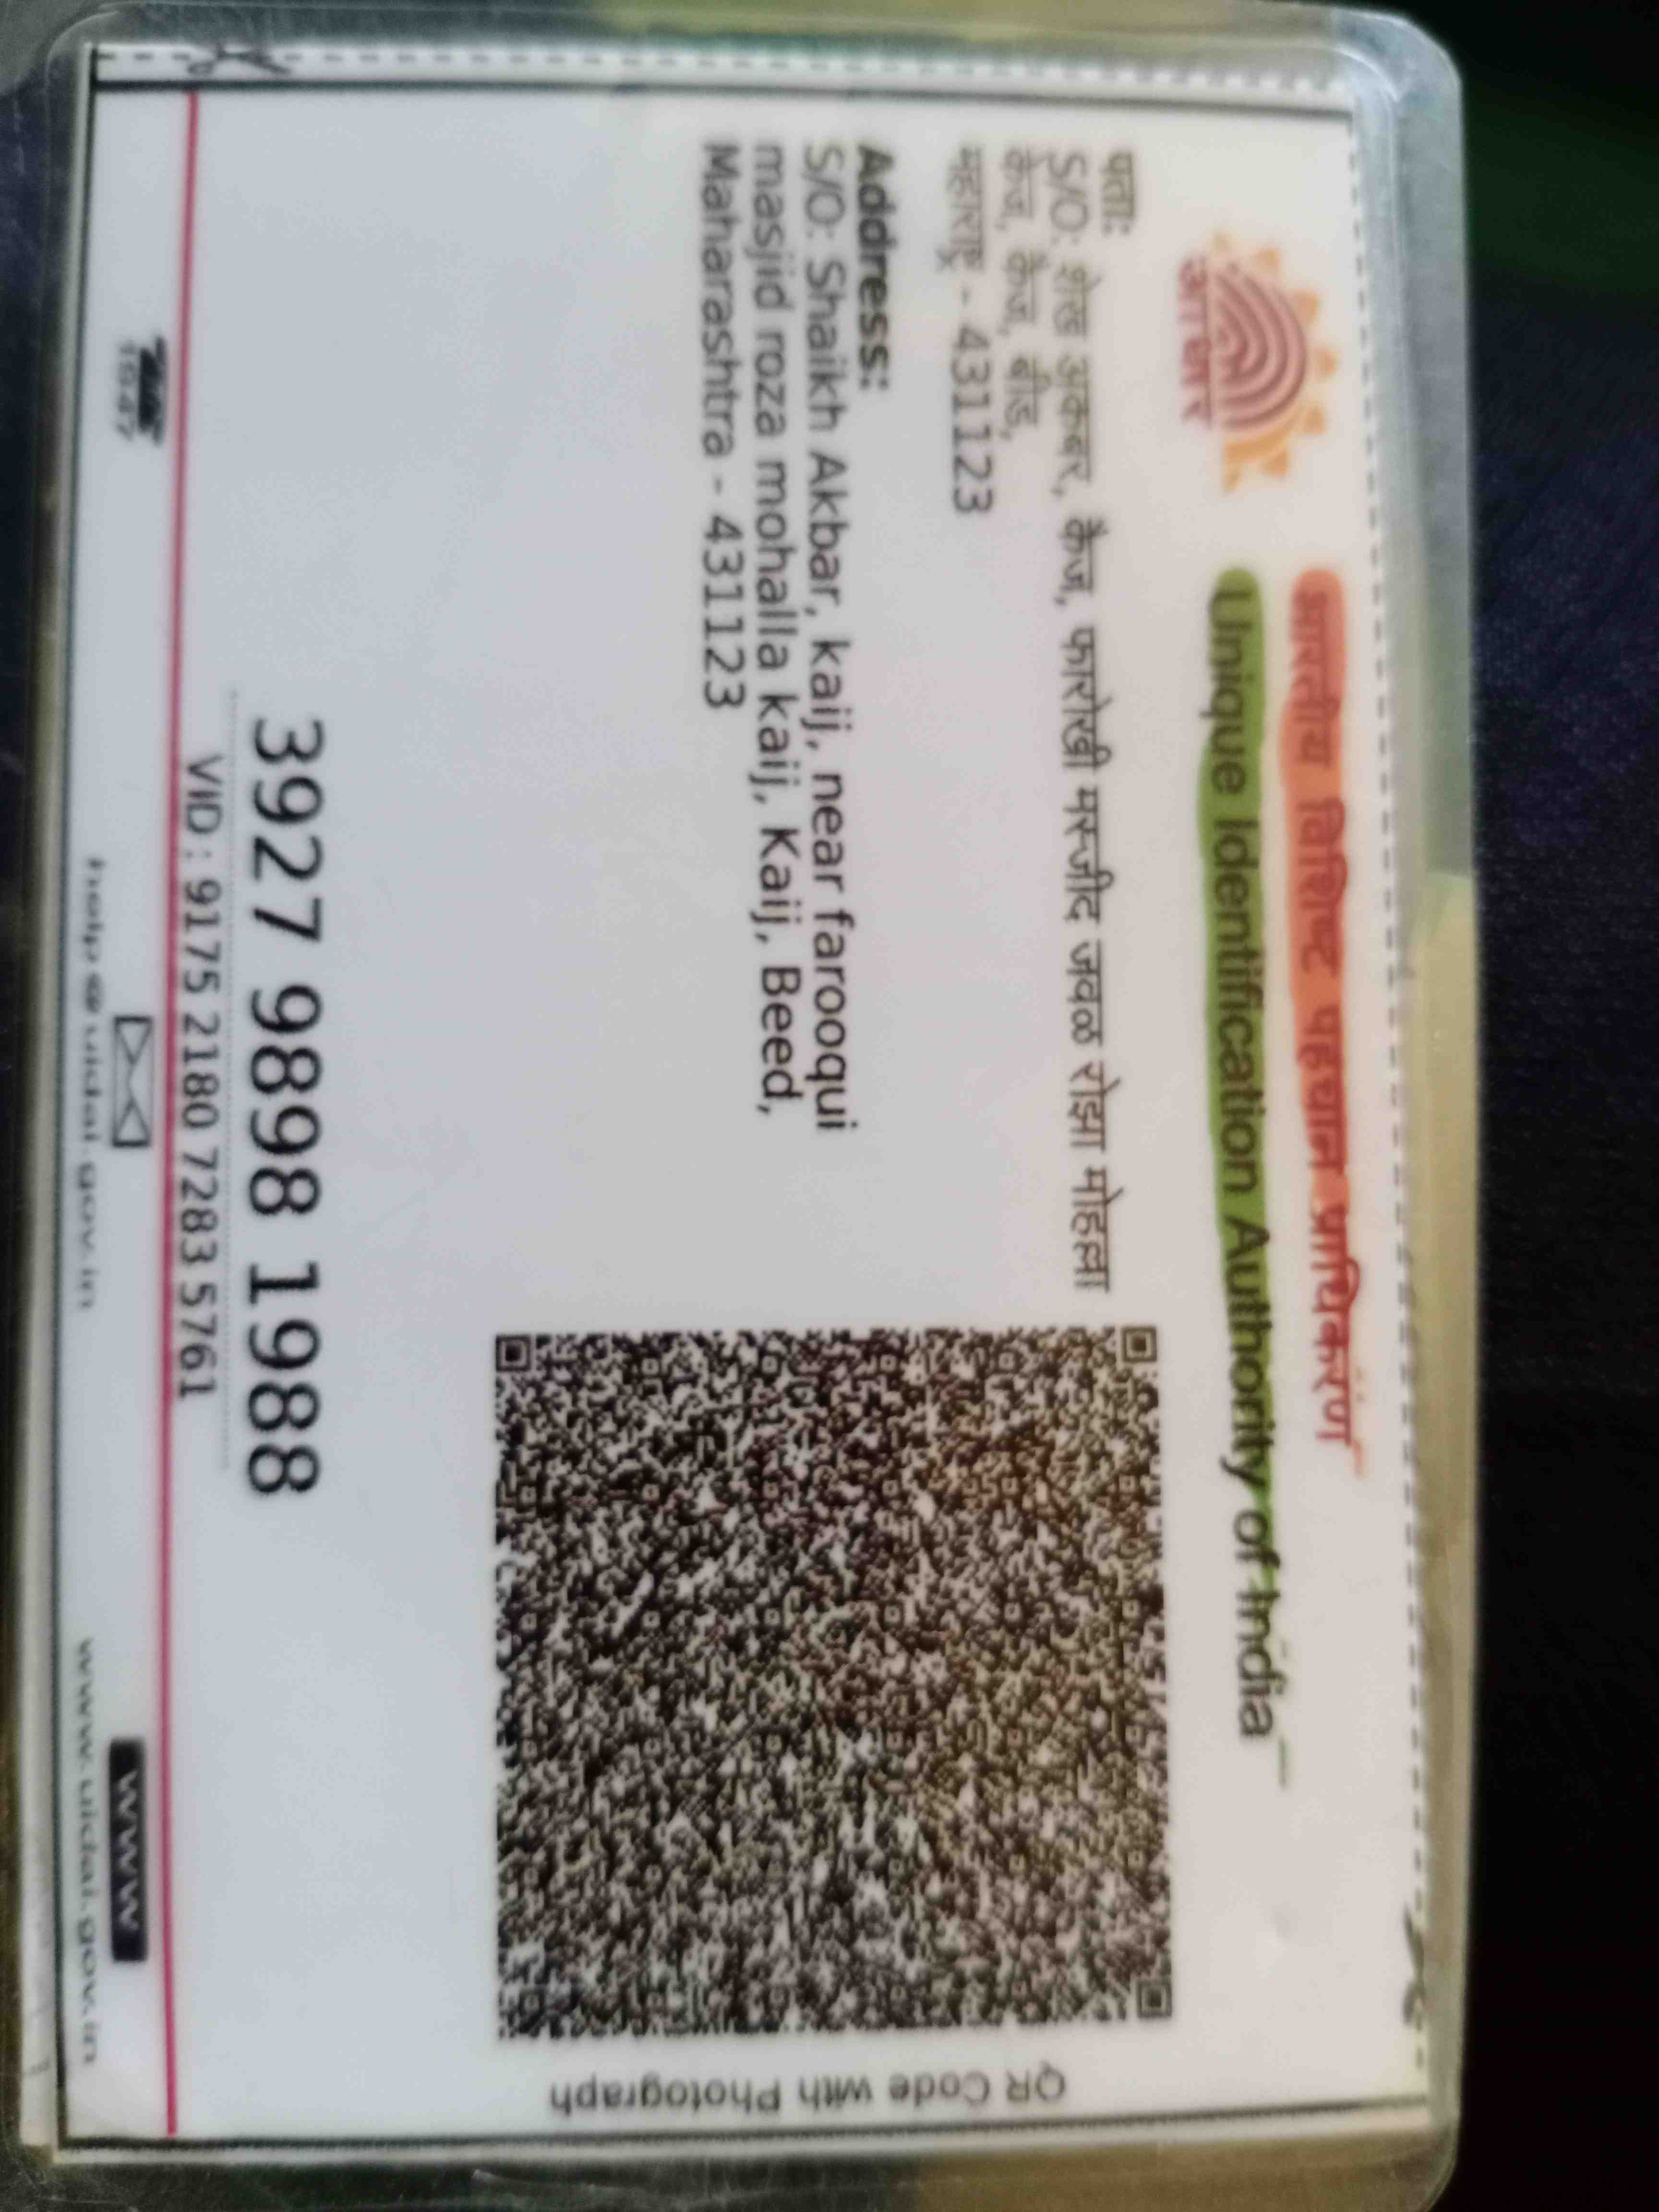 भारतीय विशिष्ट पहचान प्राधिकरण
Unique Identification Authority of India
आधार
पता:
S/O: शेख अकबर, कैज, फारोखी मस्जीद जवळ रोझा मोहल्ला
केज, कैज, बीड,
महाराष्ट्र - 431123
Address:
S/O: Shaikh Akbar, kaij, near farooqui
masjid roza mohallla kaij, Kaij, Beed,
Maharashtra - 431123
QR Code with Photograph
3927 9898 1988
VID : 9175 2180 7283 5761
1947
help@uidai.gov.in
WWW
www.uidai.gov.in